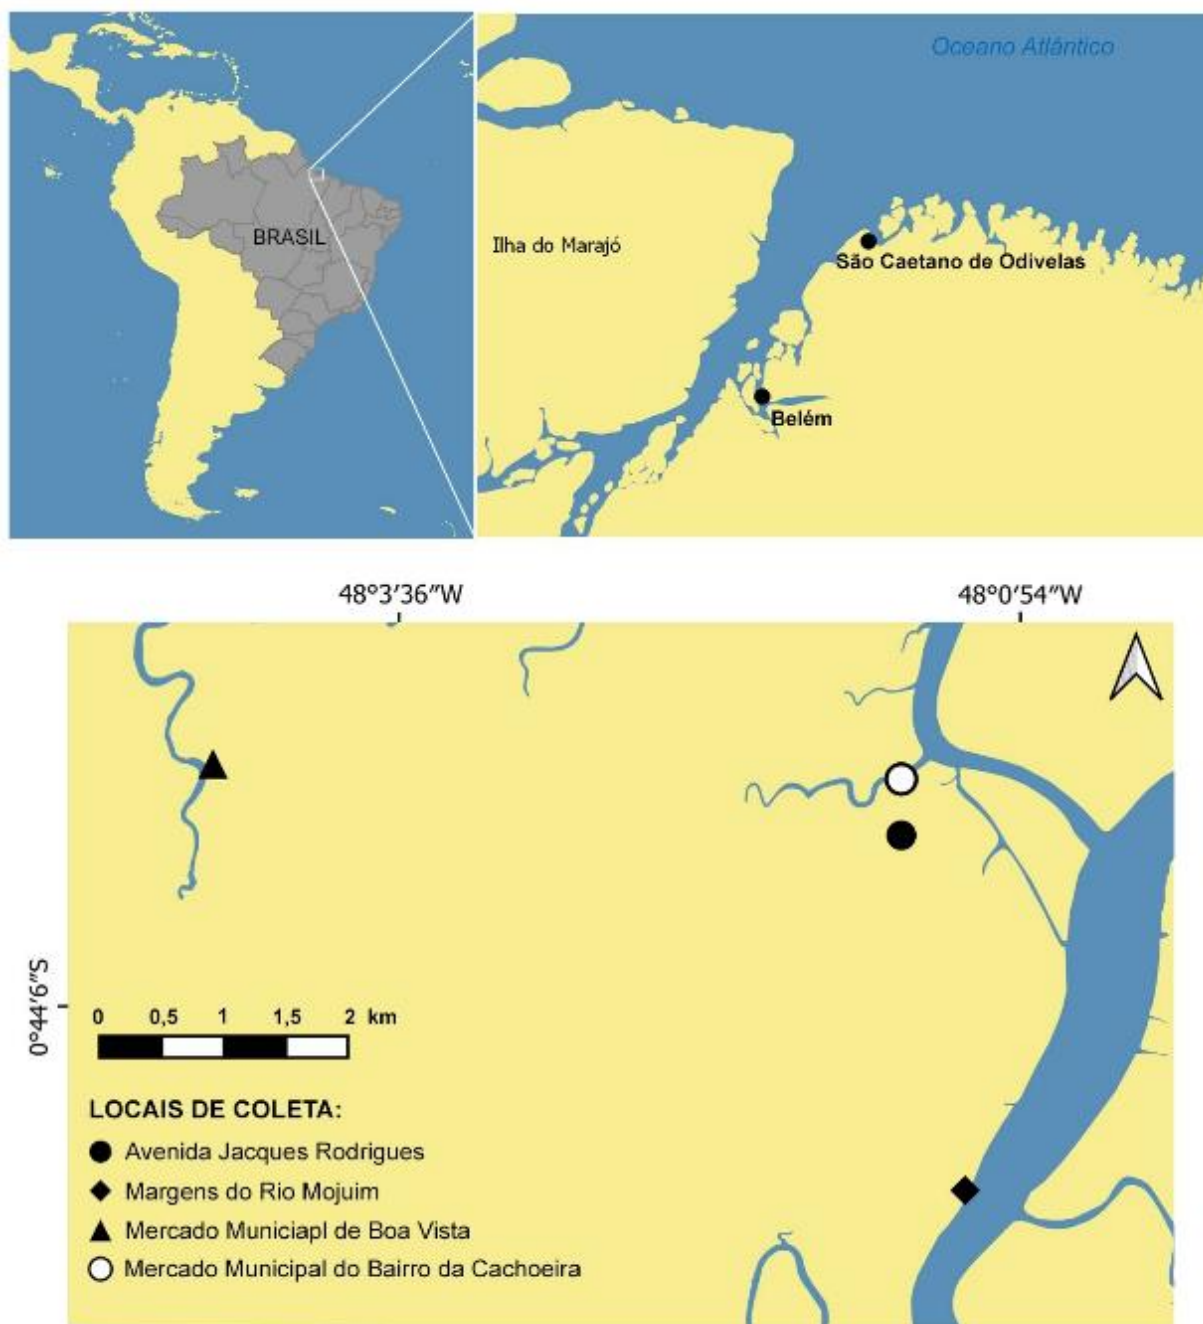 Oceano Atlântico
BRASIL
Ilha do Marajó
São Caetano de Odivelas
Belém
48°3′36″W
48°0′54″W
0°44′6″S
0 0,5 1 1,5 2 km
LOCAIS DE COLETA:
Avenida Jacques Rodrigues
Margens do Rio Mojuim
Mercado Municiapl de Boa Vista
Mercado Municipal do Bairro da Cachoeira